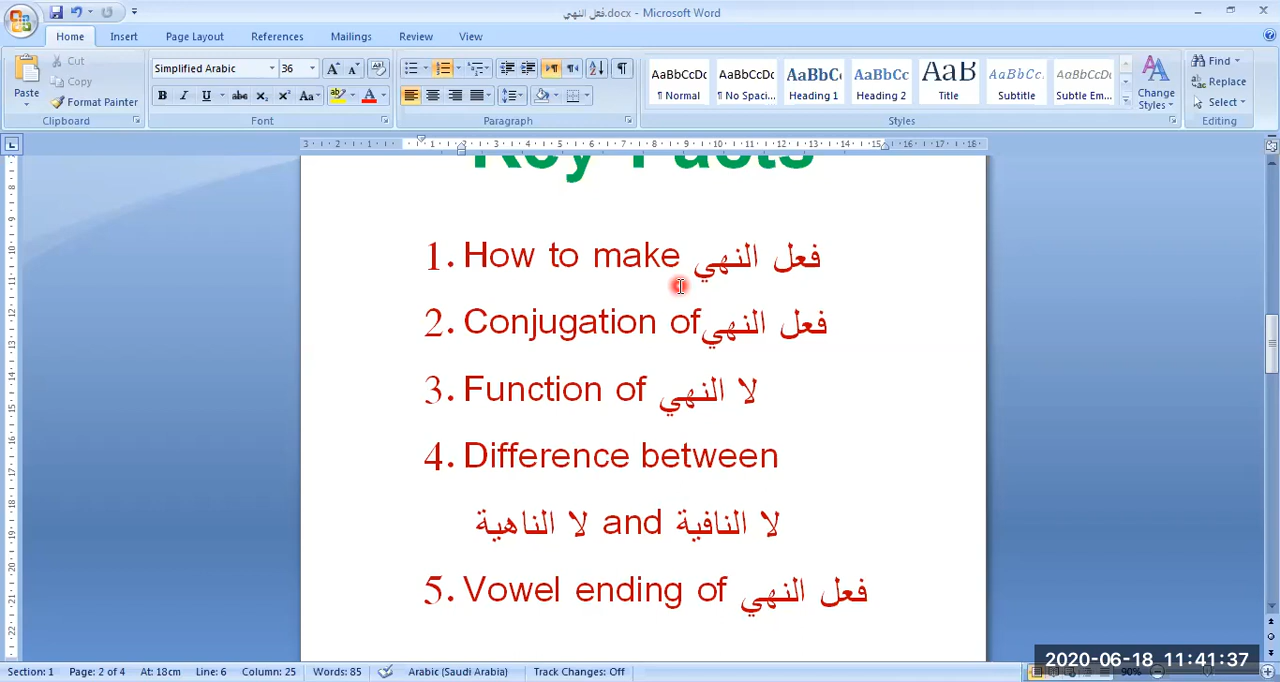 فعل النهي.docx - Microsoft Word
Home Insert Page Layout References Mailings Review View
Paste
Cut
Copy
Format Painter
Clipboard
Simplified Arabic 36
Font
Paragraph
AaBbCcDc AaBbCcDc AaBbC AaBbCc AaB AaBbCc AaBbCcDc
¶ Normal ¶ No Spaci... Heading 1 Heading 2 Title Subtitle Subtle Em...
Change Styles
Styles
Find
Replace
Select
Editing
Key Facts
1. How to make فعل النهي
2. Conjugation of فعل النهي
3. Function of لا النهي
4. Difference between
لا الناهية and لا النافية
5. Vowel ending of فعل النهي
Section: 1 Page: 2 of 4 At: 18cm Line: 6 Column: 25 Words: 85 Arabic (Saudi Arabia) Track Changes: Off 90%
2020-06-18 11:41:37